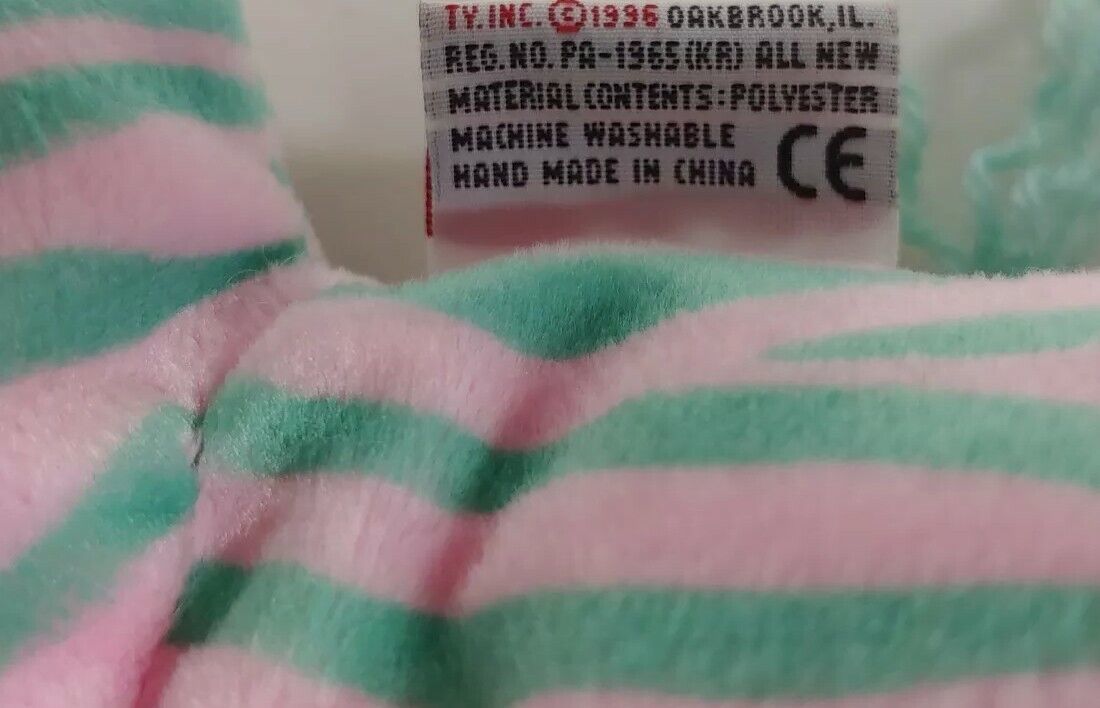 TY. INC. ©1996 OAKBROOK, IL.
REG. NO. PA-1965(KR) ALL NEW
MATERIAL CONTENTS: POLYESTER
MACHINE WASHABLE
HAND MADE IN CHINA CE